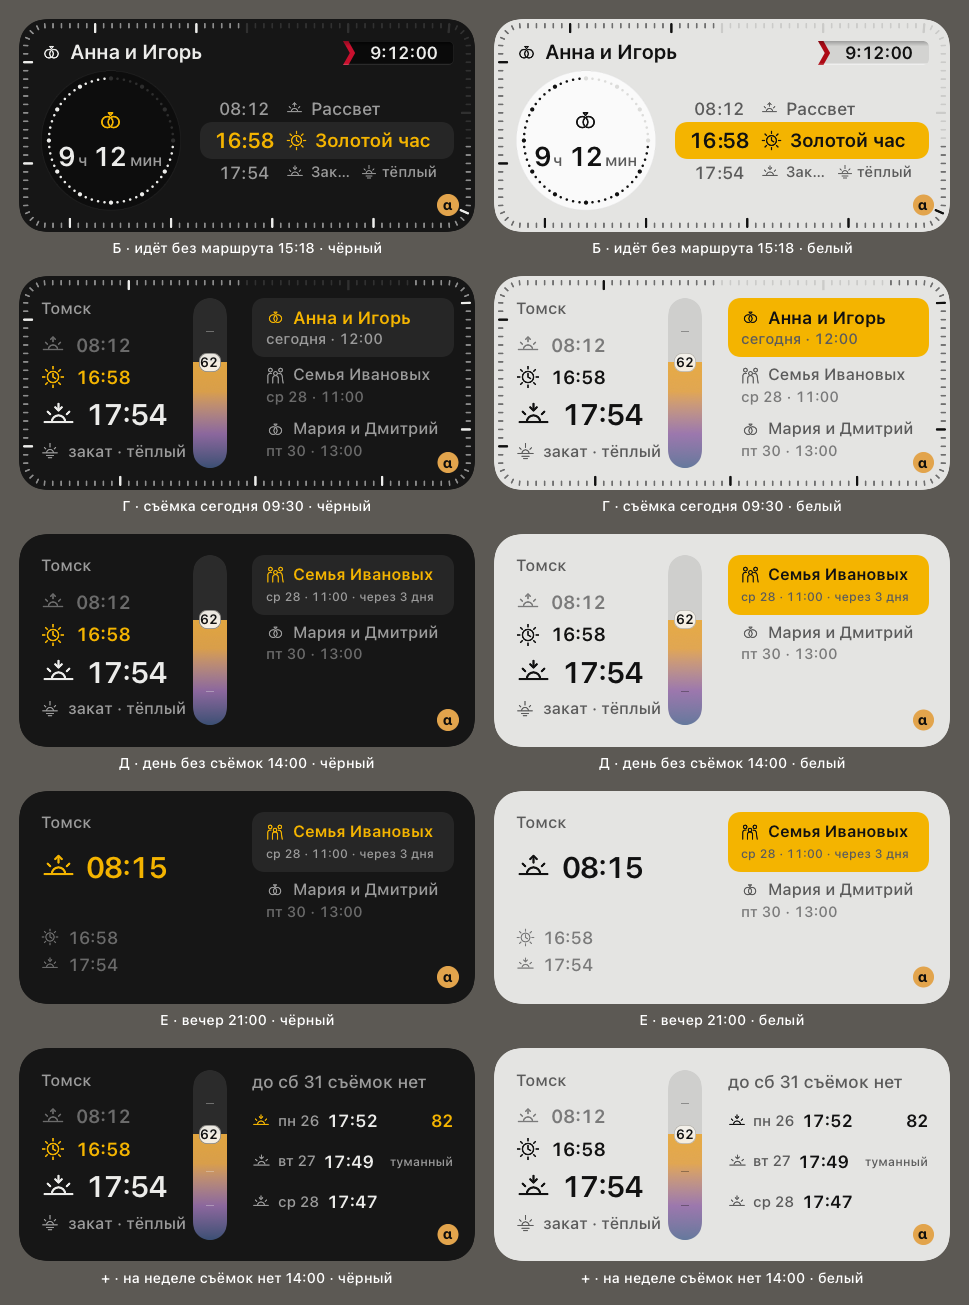 Анна и Игорь
9:12:00
9 ч 12 мин
08:12 Рассвет
16:58 Золотой час
17:54 Зак... тёплый
α
Б · идёт без маршрута 15:18 · чёрный
Анна и Игорь
9:12:00
9 ч 12 мин
08:12 Рассвет
16:58 Золотой час
17:54 Зак... тёплый
α
Б · идёт без маршрута 15:18 · белый
Томск
08:12
16:58
17:54
закат · тёплый
62
Анна и Игорь
сегодня · 12:00
Семья Ивановых
ср 28 · 11:00
Мария и Дмитрий
пт 30 · 13:00
α
Г · съёмка сегодня 09:30 · чёрный
Томск
08:12
16:58
17:54
закат · тёплый
62
Анна и Игорь
сегодня · 12:00
Семья Ивановых
ср 28 · 11:00
Мария и Дмитрий
пт 30 · 13:00
α
Г · съёмка сегодня 09:30 · белый
Томск
08:12
16:58
17:54
закат · тёплый
62
Семья Ивановых
ср 28 · 11:00 · через 3 дня
Мария и Дмитрий
пт 30 · 13:00
α
Д · день без съёмок 14:00 · чёрный
Томск
08:12
16:58
17:54
закат · тёплый
62
Семья Ивановых
ср 28 · 11:00 · через 3 дня
Мария и Дмитрий
пт 30 · 13:00
α
Д · день без съёмок 14:00 · белый
Томск
08:15
16:58
17:54
Семья Ивановых
ср 28 · 11:00 · через 3 дня
Мария и Дмитрий
пт 30 · 13:00
α
Е · вечер 21:00 · чёрный
Томск
08:15
16:58
17:54
Семья Ивановых
ср 28 · 11:00 · через 3 дня
Мария и Дмитрий
пт 30 · 13:00
α
Е · вечер 21:00 · белый
Томск
08:12
16:58
17:54
закат · тёплый
62
до сб 31 съёмок нет
пн 26 17:52 82
вт 27 17:49 туманный
ср 28 17:47
α
+ · на неделе съёмок нет 14:00 · чёрный
Томск
08:12
16:58
17:54
закат · тёплый
62
до сб 31 съёмок нет
пн 26 17:52 82
вт 27 17:49 туманный
ср 28 17:47
α
+ · на неделе съёмок нет 14:00 · белый